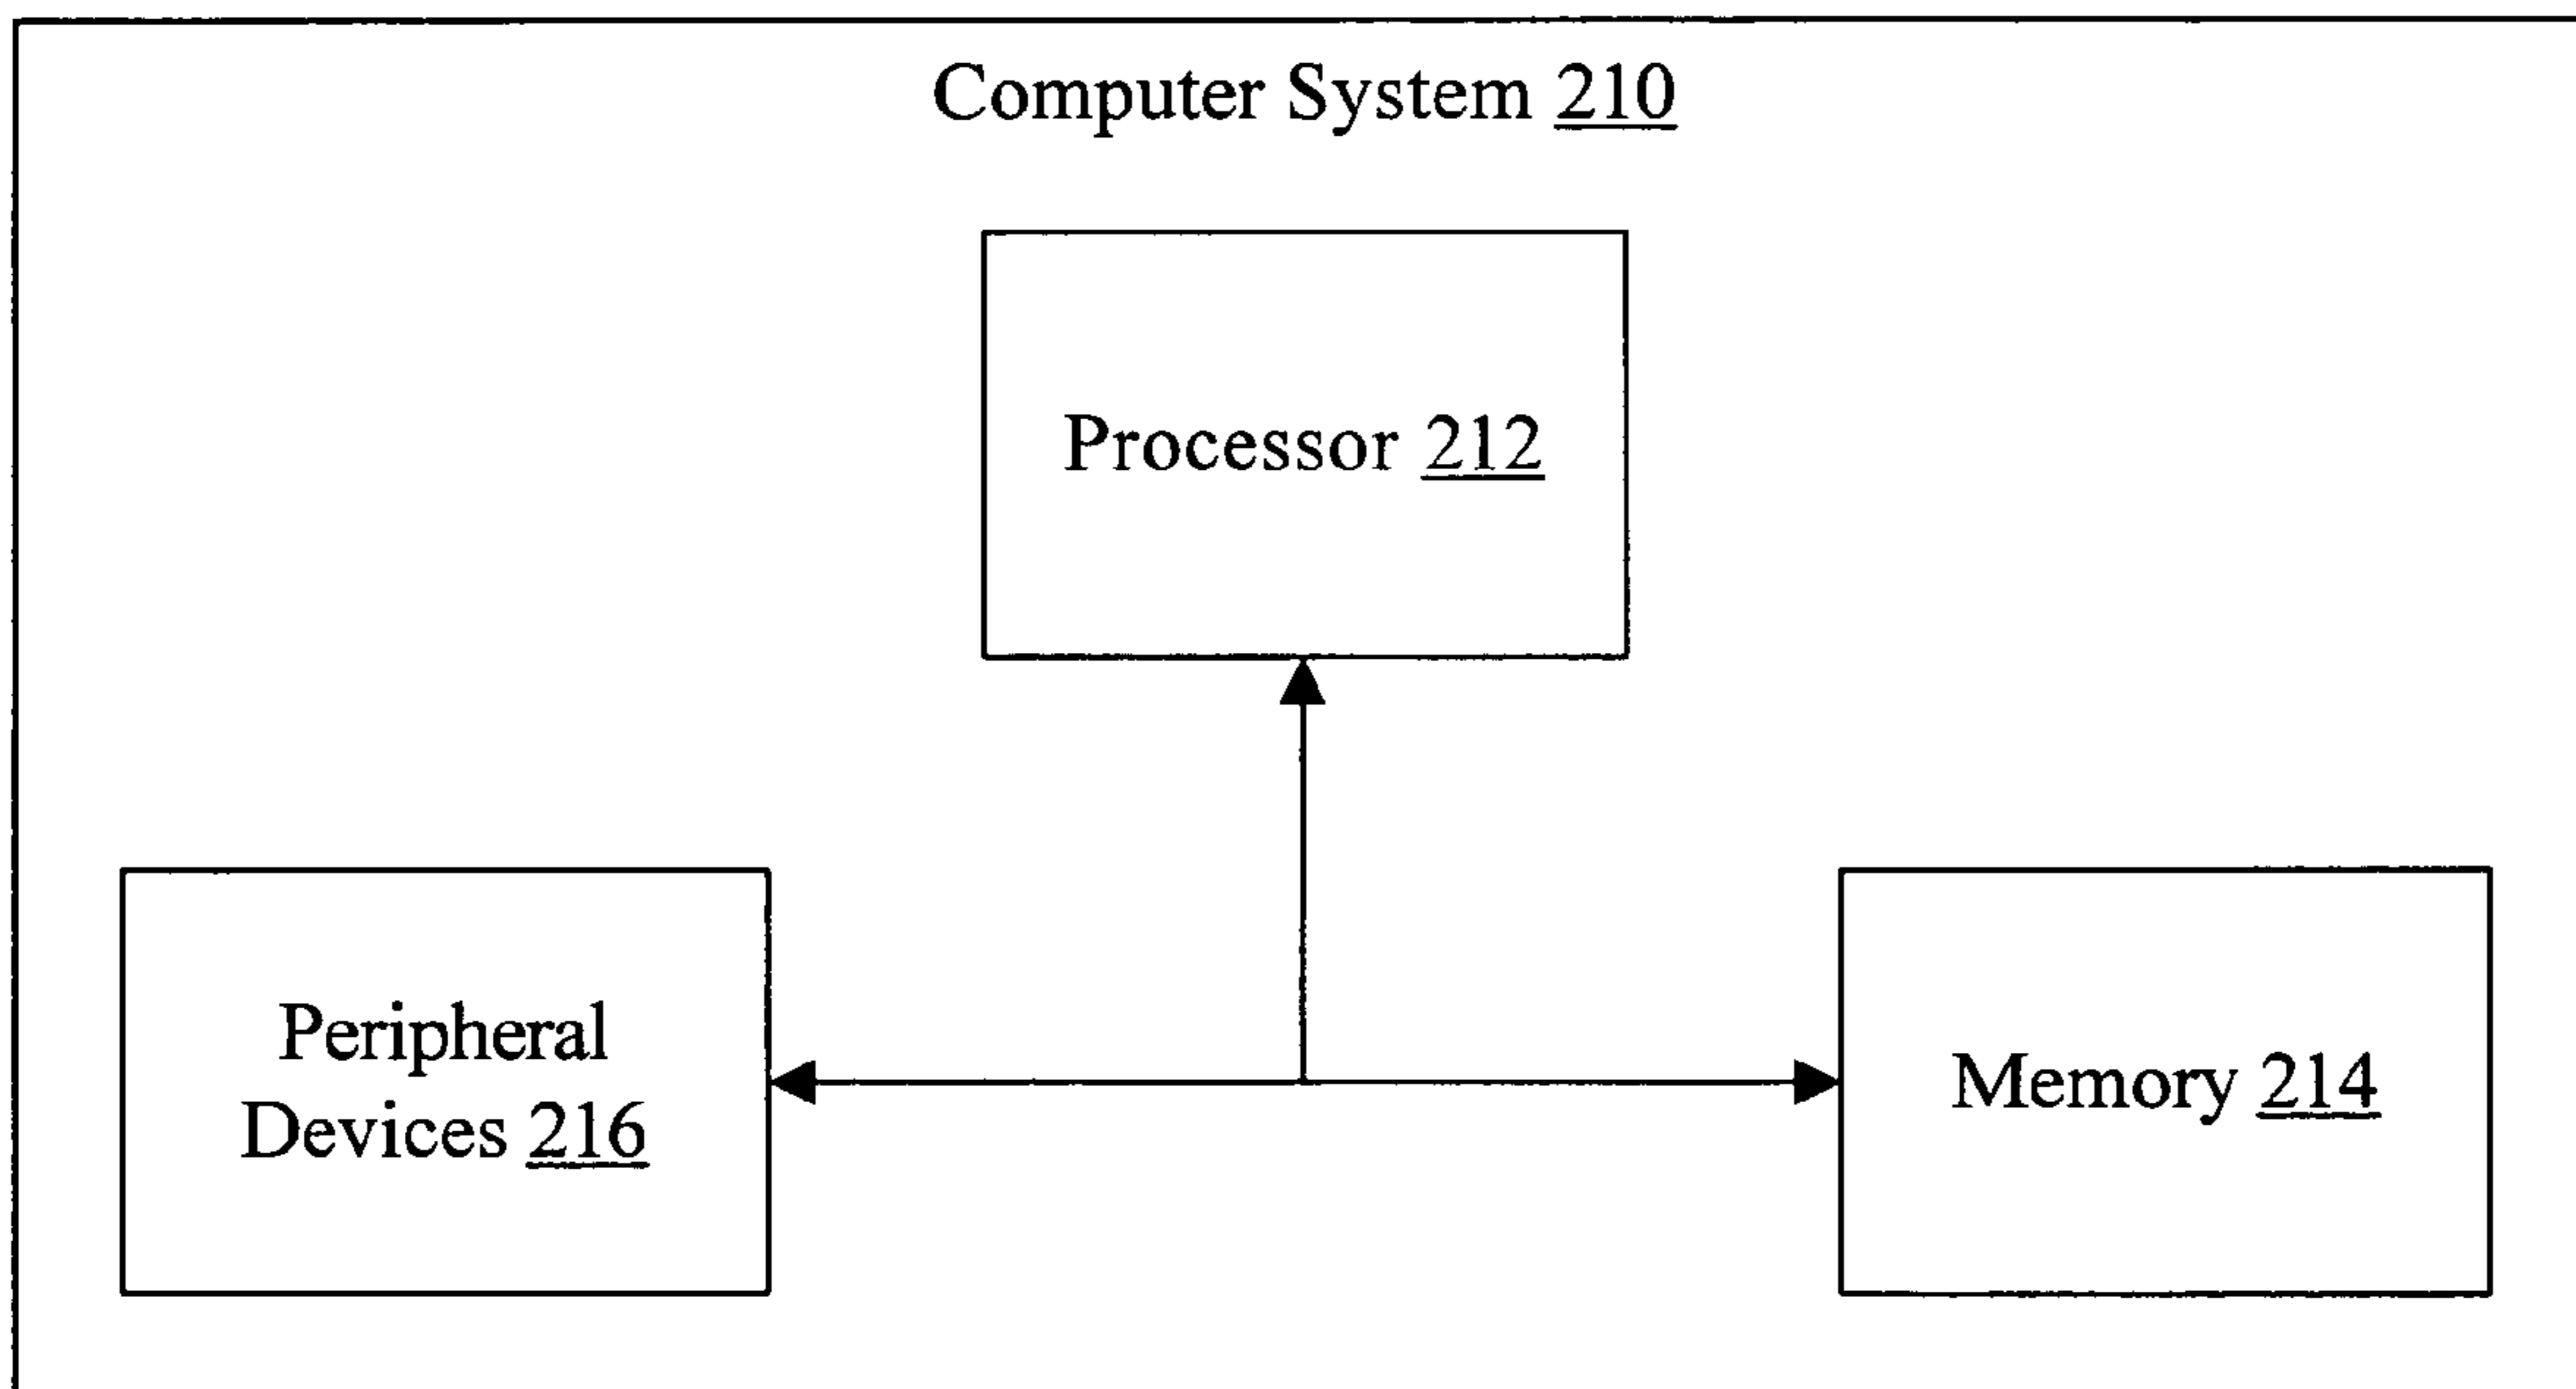 Computer System 210
Processor 212
Peripheral
Devices 216
Memory 214